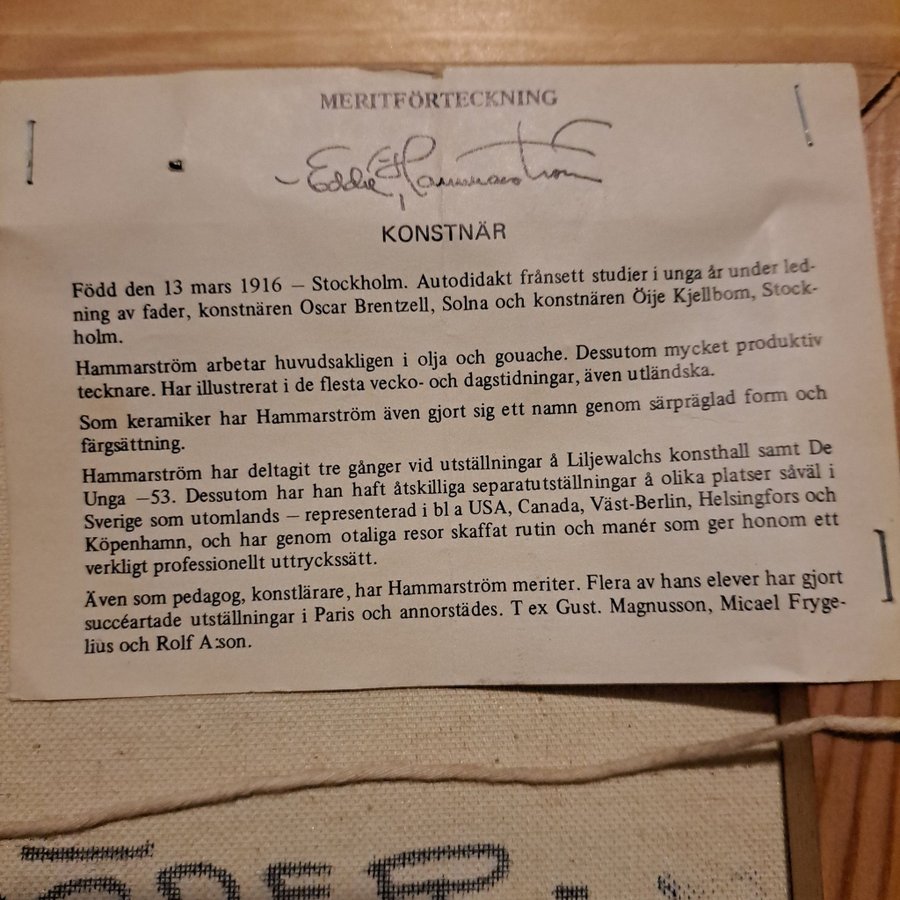 MERITFÖRTECKNING
Eddie Hammarström
KONSTNÄR
Född den 13 mars 1916 – Stockholm. Autodidakt frånsett studier i unga år under led-
ning av fader, konstnären Oscar Brentzell, Solna och konstnären Öije Kjellbom, Stock-
holm.
Hammarström arbetar huvudsakligen i olja och gouache. Dessutom mycket produktiv
tecknare. Har illustrerat i de flesta vecko- och dagstidningar, även utländska.
Som keramiker har Hammarström även gjort sig ett namn genom särpräglad form och
färgsättning.
Hammarström har deltagit tre gånger vid utställningar å Liljewalchs konsthall samt De
Unga –53. Dessutom har han haft åtskilliga separatutställningar å olika platser såväl i
Sverige som utomlands – representerad i bl a USA, Canada, Väst-Berlin, Helsingfors och
Köpenhamn, och har genom otaliga resor skaffat rutin och manér som ger honom ett
verkligt professionellt uttryckssätt.
Även som pedagog, konstlärare, har Hammarström meriter. Flera av hans elever har gjort
succéartade utställningar i Paris och annorstädes. T ex Gust. Magnusson, Micael Fryge-
lius och Rolf A:son.